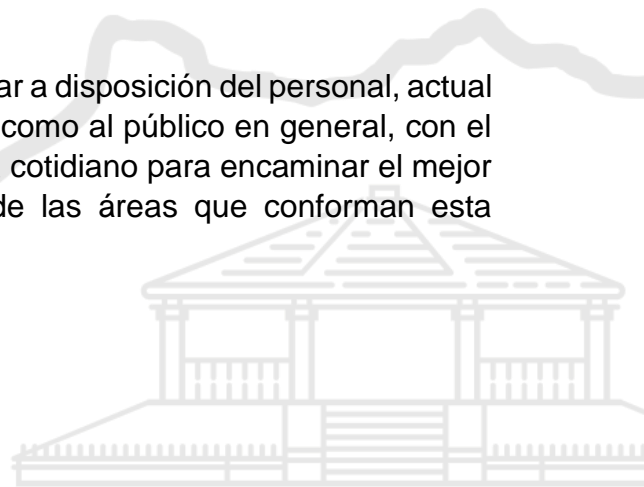 ar a disposición del personal, actual
como al público en general, con el
cotidiano para encaminar el mejor
de las áreas que conforman esta